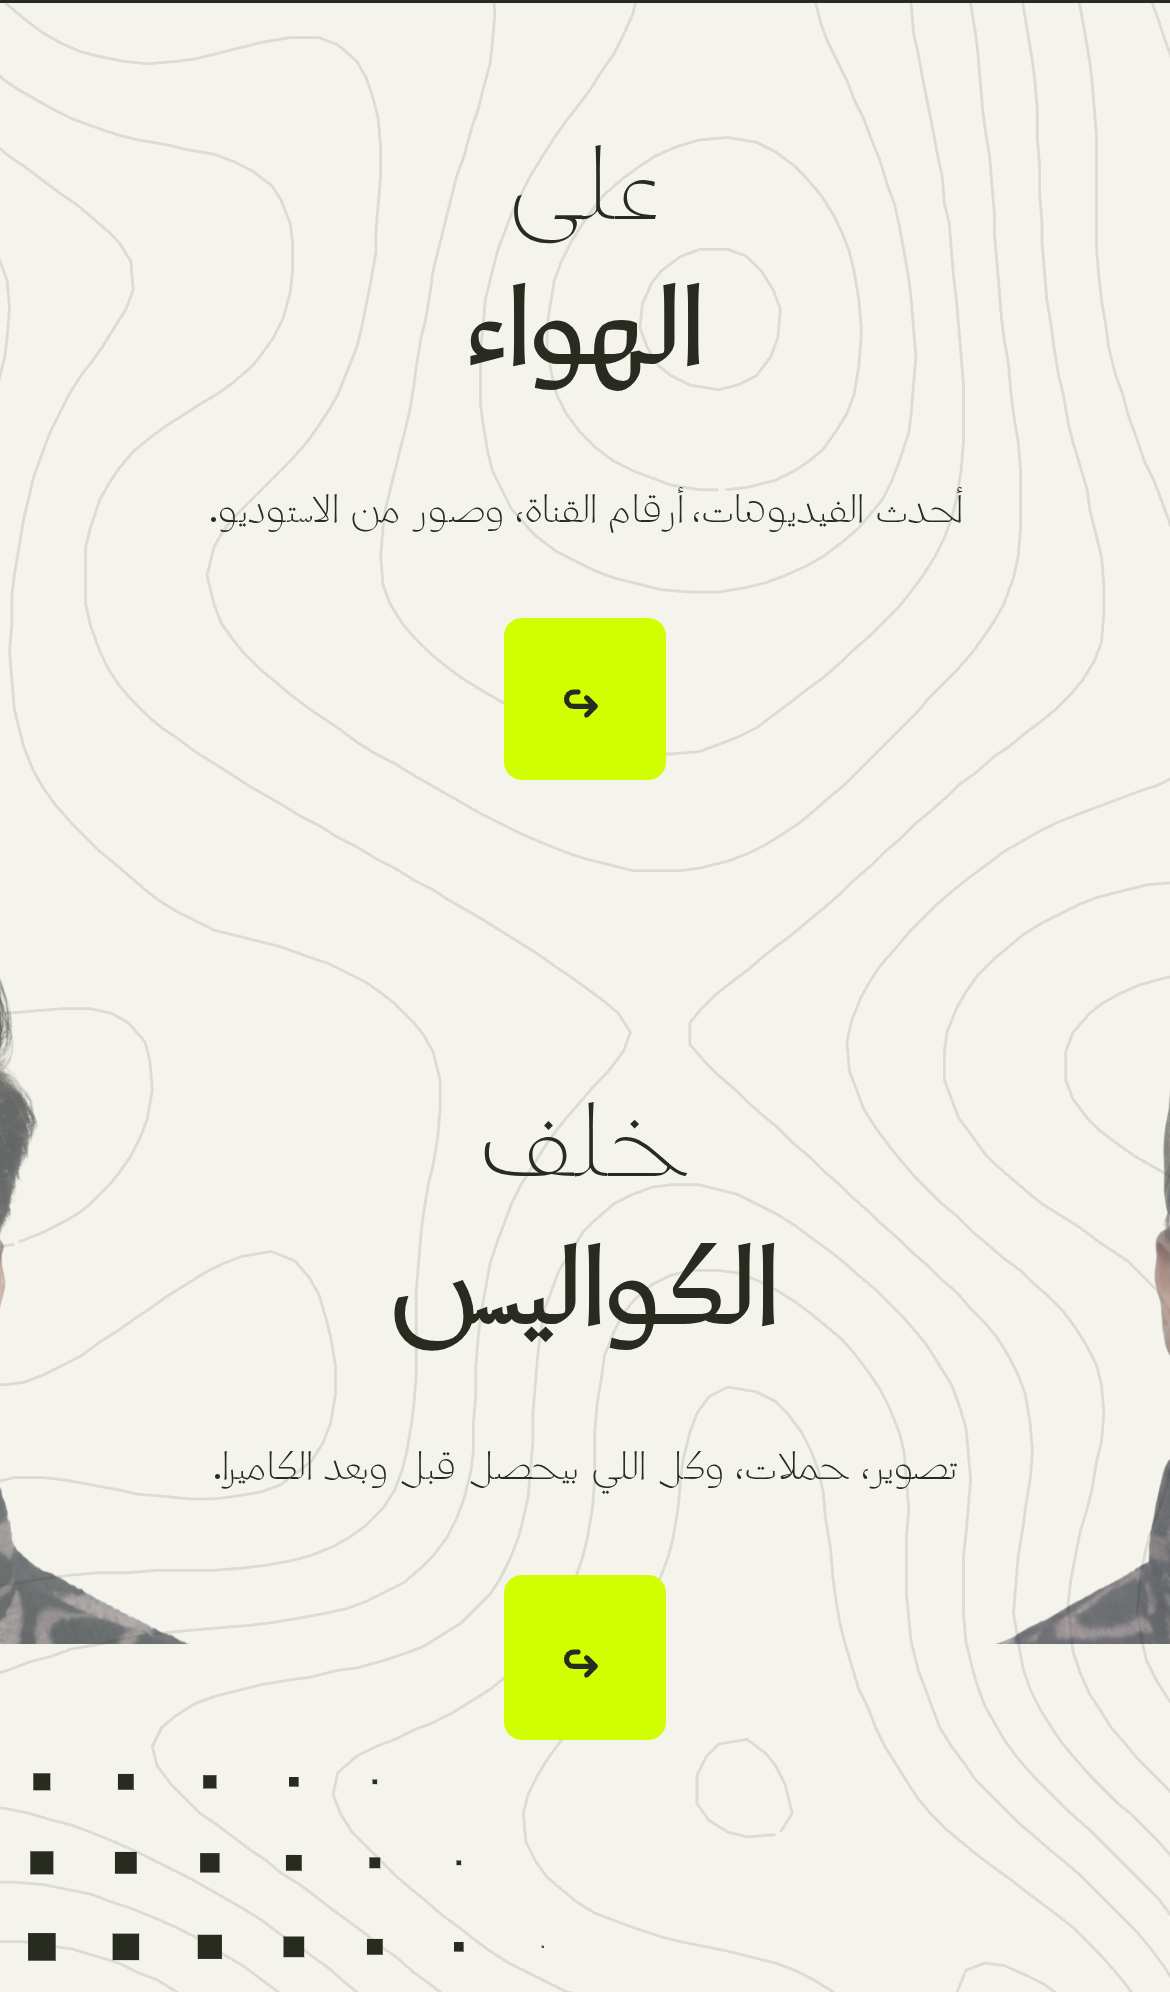 على
الهواء
أحدث الفيديوهات، أرقام القناة، وصور من الاستوديو.
خلف
الكواليس
تصوير، حملات، وكل اللي بيحصل قبل وبعد الكاميرا.